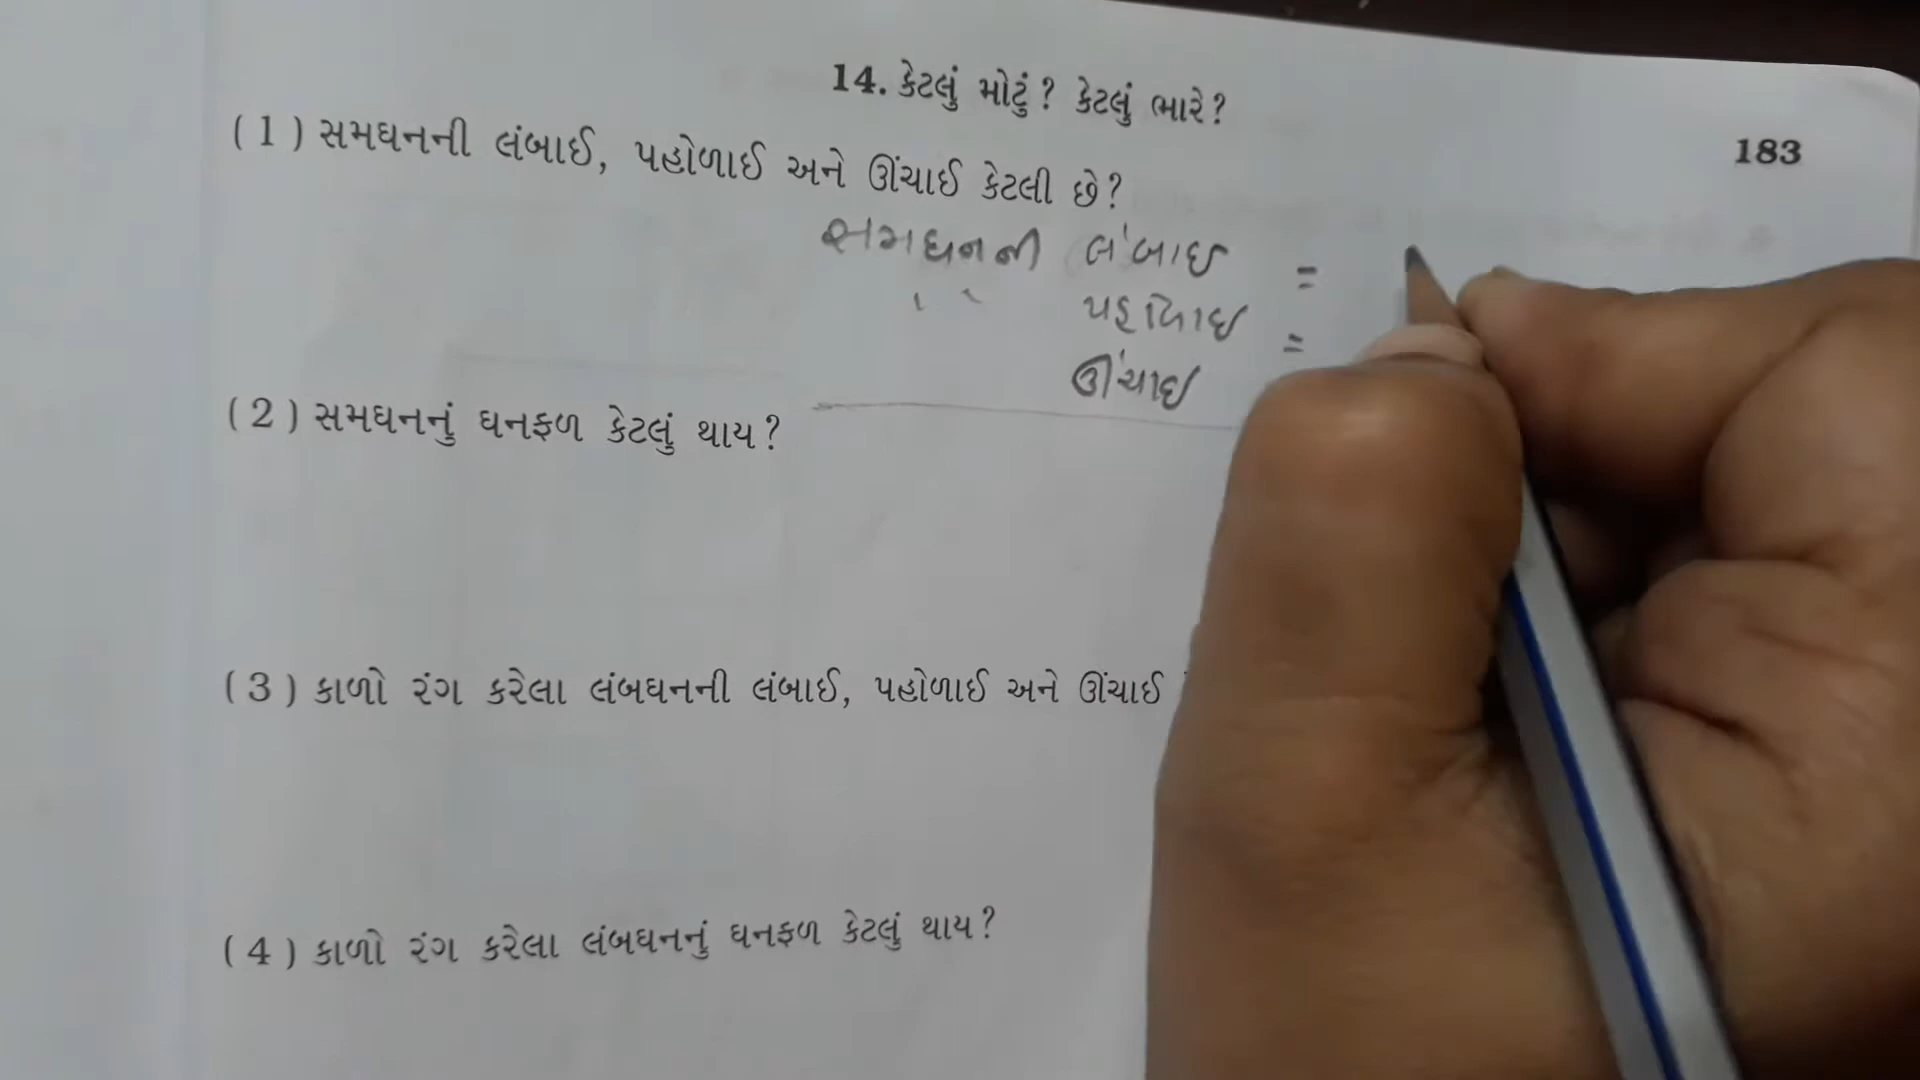 14. કેટલું મોટું ? કેટલું ભારે ?
183
( 1 ) સમઘનની લંબાઈ, પહોળાઈ અને ઊંચાઈ કેટલી છે ?
સમઘનની લંબાઈ =
" પહોળાઈ =
ઊંચાઈ
( 2 ) સમઘનનું ઘનફળ કેટલું થાય ?
( 3 ) કાળો રંગ કરેલા લંબઘનની લંબાઈ, પહોળાઈ અને ઊંચાઈ
( 4 ) કાળો રંગ કરેલા લંબઘનનું ઘનફળ કેટલું થાય ?